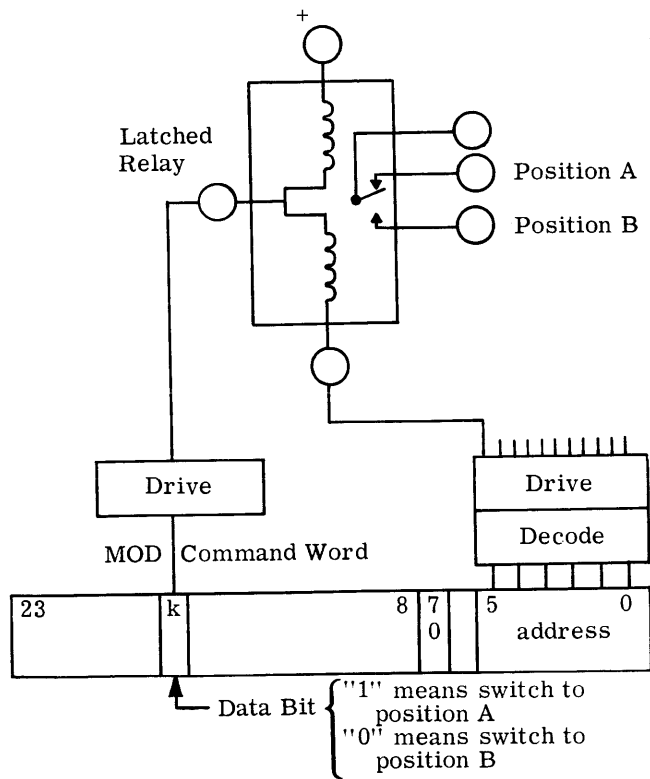 +
Latched
Relay
Position A
Position B
Drive
Drive
Decode
MOD Command Word
23 k 8 7 5 0
0 address
Data Bit
"1" means switch to
position A
"0" means switch to
position B